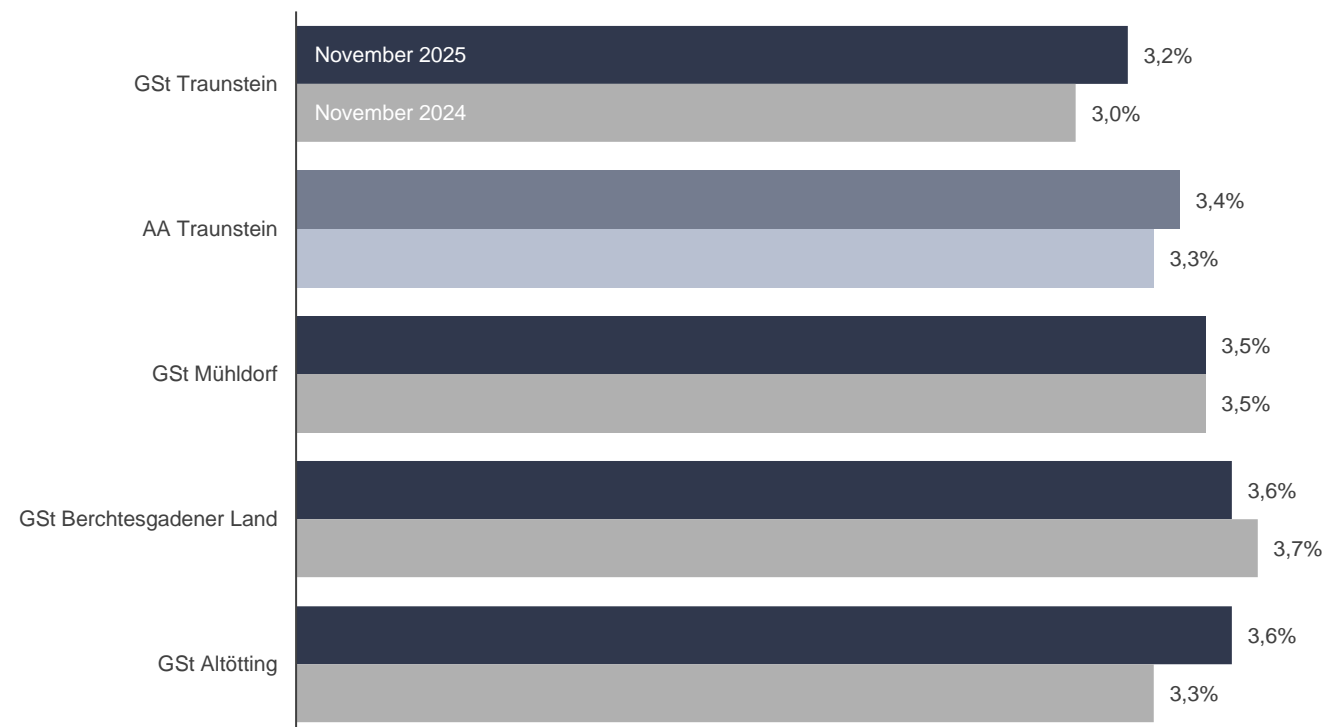 November 2025
3,2%
GSt Traunstein
November 2024
3,0%
3,4%
AA Traunstein
3,3%
3,5%
GSt Mühldorf
3,5%
3,6%
GSt Berchtesgadener Land
3,7%
3,6%
GSt Altötting
3,3%